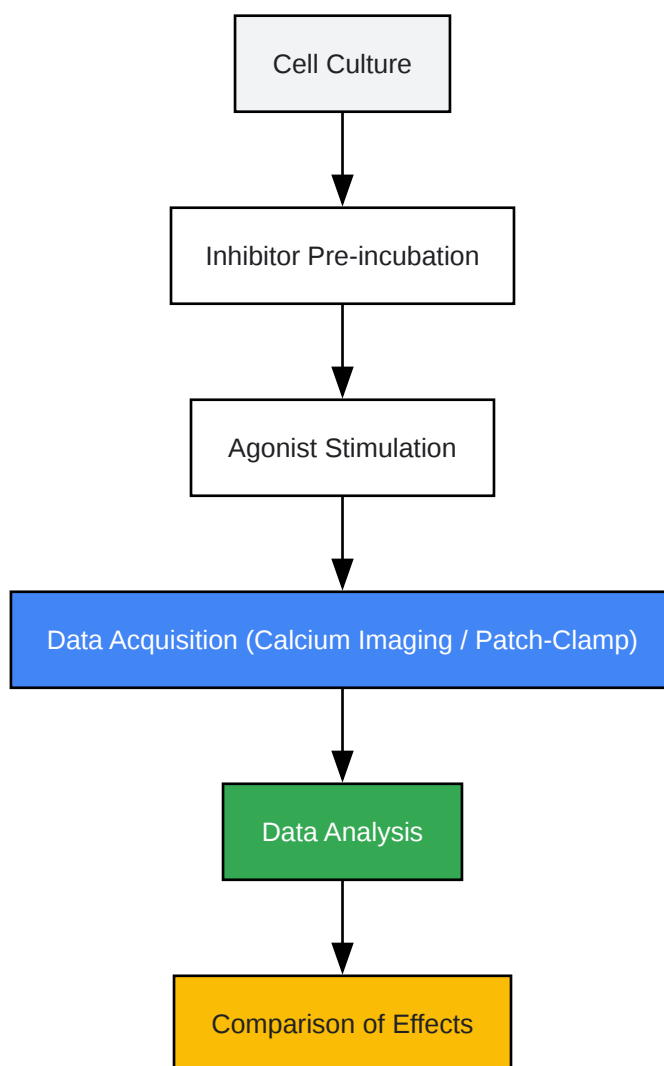 Cell Culture
Inhibitor Pre-incubation
Agonist Stimulation
Data Acquisition (Calcium Imaging / Patch-Clamp)
Data Analysis
Comparison of Effects